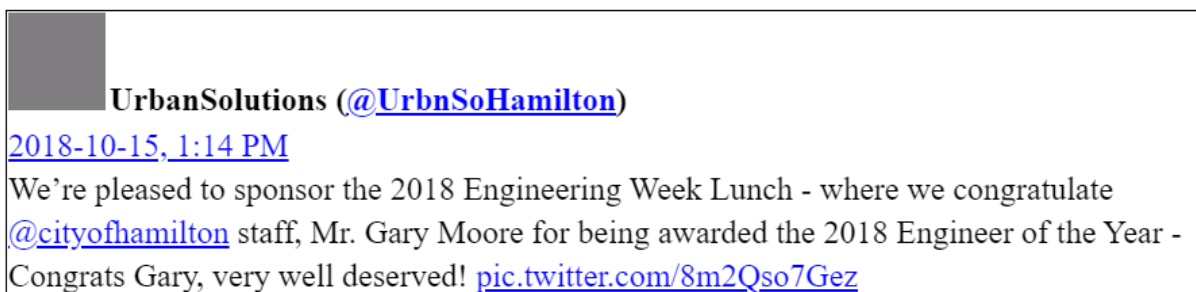 UrbanSolutions (@UrbnSoHamilton)
2018-10-15, 1:14 PM
We’re pleased to sponsor the 2018 Engineering Week Lunch - where we congratulate
@cityofhamilton staff, Mr. Gary Moore for being awarded the 2018 Engineer of the Year -
Congrats Gary, very well deserved! pic.twitter.com/8m2Qso7Gez